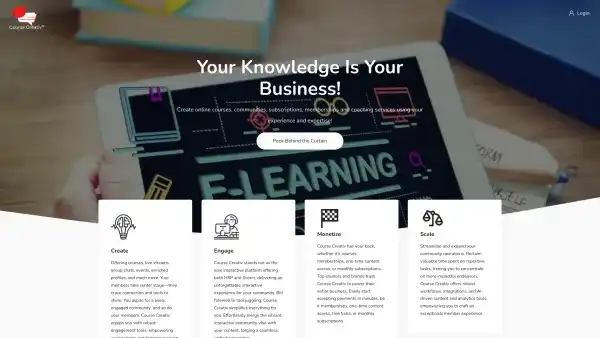 Course Creativ™
Login
Your Knowledge Is Your
Business!
Create online courses, communities, subscriptions, memberships and coaching services using your
experience and expertise!
Peek Behind the Curtain
E-LEARNING
FORM
Create
Offering courses, live streams,
group chats, events, enriched
profiles, and much more. Your
members take center stage—they
crave connection and tools to
shine. You aspire for a lively,
engaged community, and so do
your members. Course Creativ
equips you with robust
engagement tools, empowering
Engage
Course Creativ stands out as the
sole interactive platform offering
both and Zoom, delivering an
unforgettable interactive
experience for your community. Bid
farewell to tool juggling; Course
Creativ simplifies everything for
you. Effortlessly merge the vibrant
interactive community vibe with
your content, forging a seamless,
Monetize
Course Creativ has your back,
whether it's courses,
memberships, one-time content
access, or monthly subscriptions.
Top stars and brands trust
Course Creativ to power their
online business. Easily start
accepting payments in minutes, be
it memberships, one-time content
access, free trials, or monthly
subscriptions.
Scale
Streamline and expand your
community operations. Reclaim
valuable time spent on repetitive
tasks, freeing you to concentrate
on more impactful endeavors.
Course Creativ offers robust
workflows, integrations, and AI-
driven content and analytics tools,
empowering you to craft an
exceptional member experience.